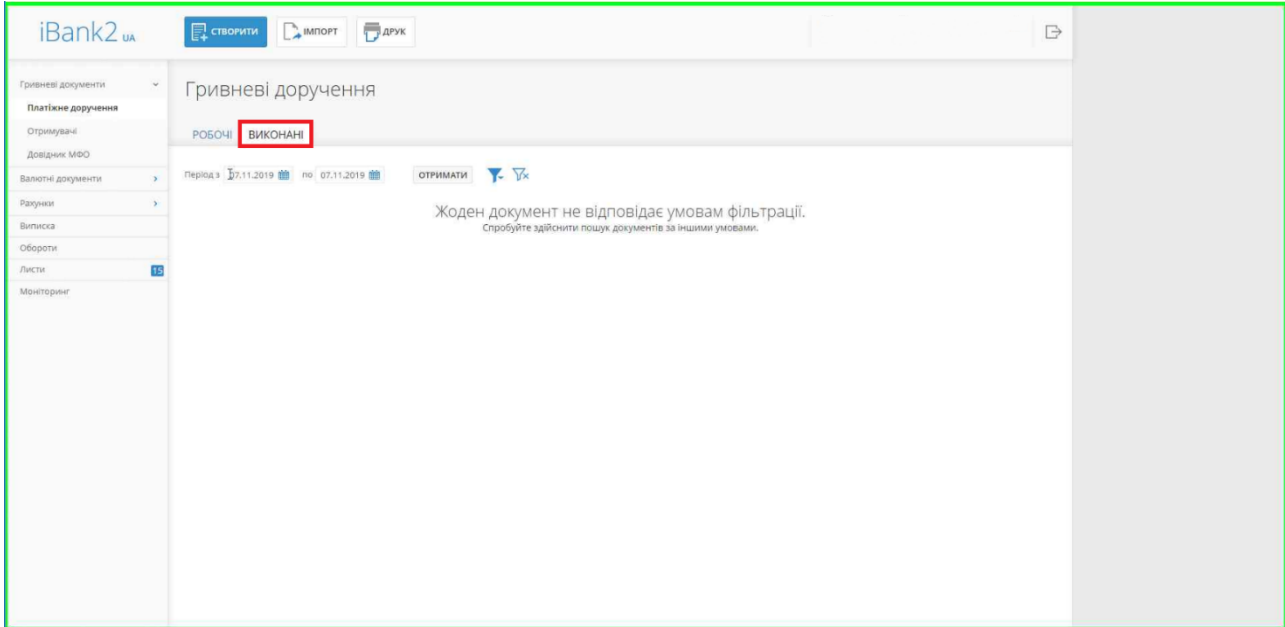 iBank2 UA
СТВОРИТИ ІМПОРТ ДРУК
Гривневі документи
Платіжне доручення
Отримувачі
Довідник МФО
Валютні документи
Рахунки
Виписка
Обороти
Листи 15
Моніторинг
Гривневі доручення
РОБОЧІ ВИКОНАНІ
Період з 07.11.2019 по 07.11.2019 ОТРИМАТИ
Жоден документ не відповідає умовам фільтрації.
Спробуйте здійснити пошук документів за іншими умовами.